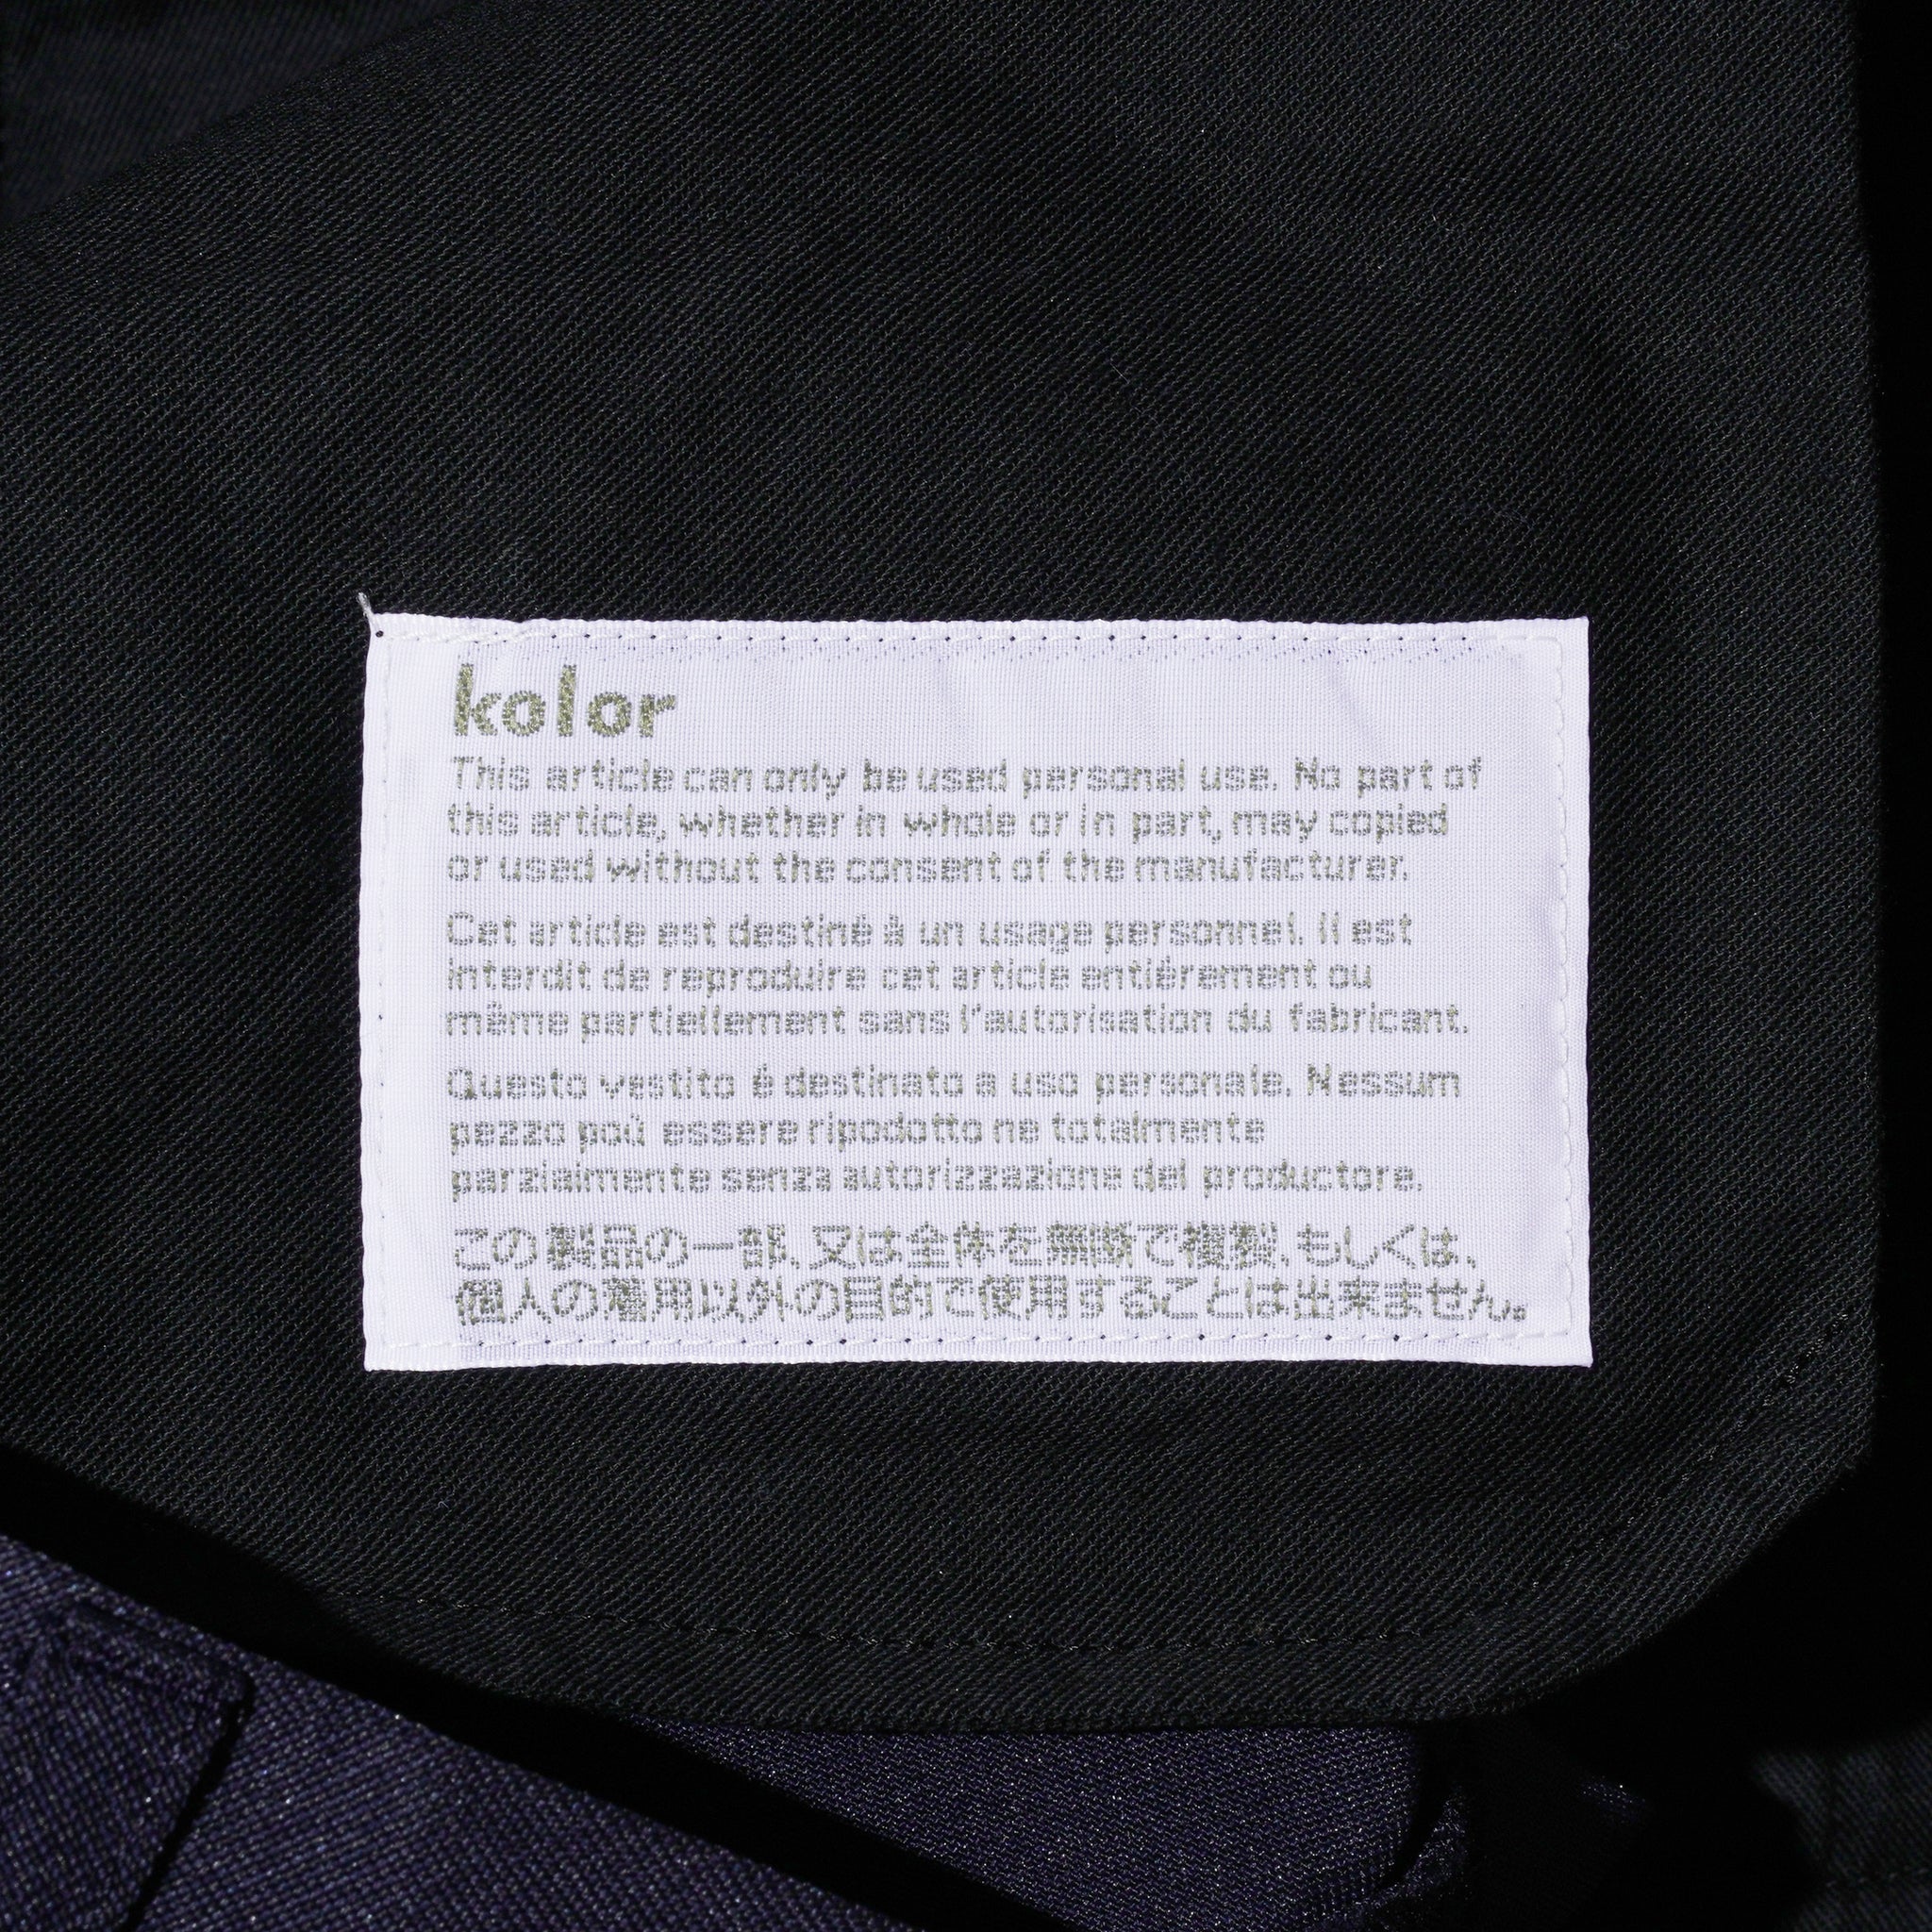 kolor
This article can only be used personal use. No part of
this article, whether in whole or in part, may copied
or used without the consent of the manufacturer.
Cet article est destiné à un usage personnel. Il est
interdit de reproduire cet article entiérement ou
même partiellement sans l'autorisation du fabricant.
Questo vestito é destinato a uso personale. Nessum
pezzo poú essere ripodotto ne totalmente
parzialmente senza autorizzazione del productore.
この製品の一部、又は全体を無断で複製、もしくは、
個人の着用以外の目的で使用することは出来ません。